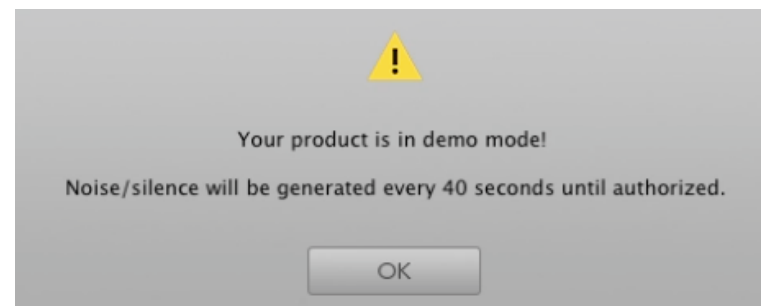 Your product is in demo mode!
Noise/silence will be generated every 40 seconds until authorized.
OK